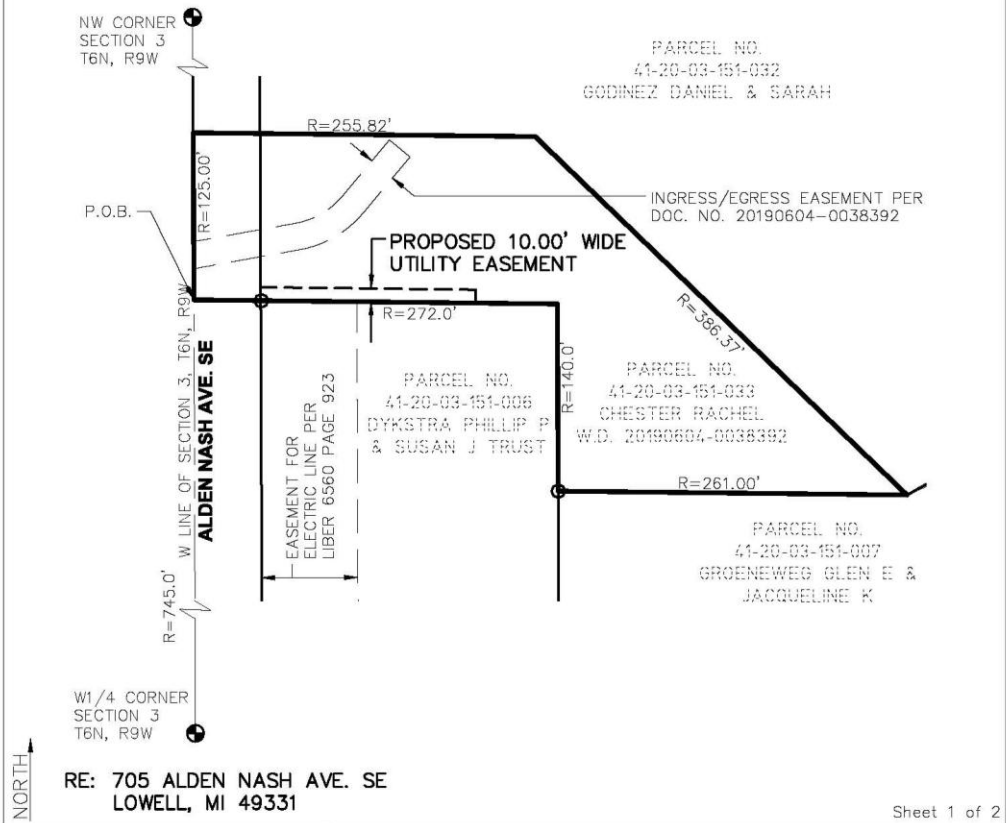 NW CORNER
SECTION 3
T6N, R9W
PARCEL NO.
41-20-03-151-032
GODINEZ DANIEL & SARAH
R=255.82'
R=125.00'
P.O.B.
INGRESS/EGRESS EASEMENT PER
DOC. NO. 20190604-0038392
PROPOSED 10.00' WIDE
UTILITY EASEMENT
R=272.0'
R=386.37'
R=140.0'
W LINE OF SECTION 3, T6N, R9W
ALDEN NASH AVE. SE
EASEMENT FOR
ELECTRIC LINE PER
LIBER 6560 PAGE 923
PARCEL NO.
41-20-03-151-006
DYKSTRA PHILLIP P
& SUSAN J TRUST
PARCEL NO.
41-20-03-151-033
CHESTER RACHEL
W.D. 20190604-0038392
R=261.00'
PARCEL NO.
41-20-03-151-007
GROENEWEG GLEN E &
JACQUELINE K
R=745.0'
W1/4 CORNER
SECTION 3
T6N, R9W
NORTH
RE: 705 ALDEN NASH AVE. SE
LOWELL, MI 49331
Sheet 1 of 2